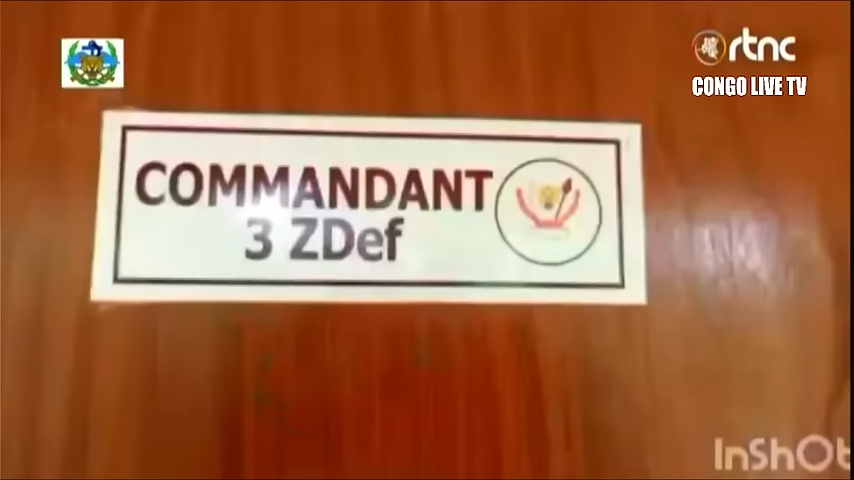 rtnc
CONGO LIVE TV
COMMANDANT
3 ZDef
InShot